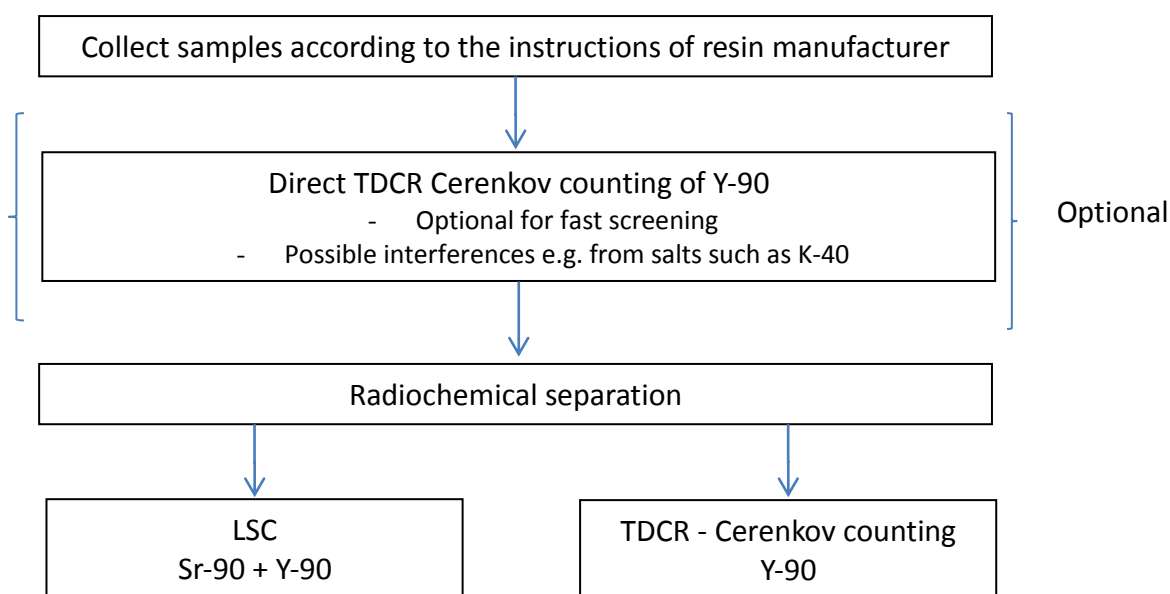 Collect samples according to the instructions of resin manufacturer
Direct TDCR Cerenkov counting of Y-90
- Optional for fast screening
- Possible interferences e.g. from salts such as K-40
Optional
Radiochemical separation
LSC
Sr-90 + Y-90
TDCR - Cerenkov counting
Y-90